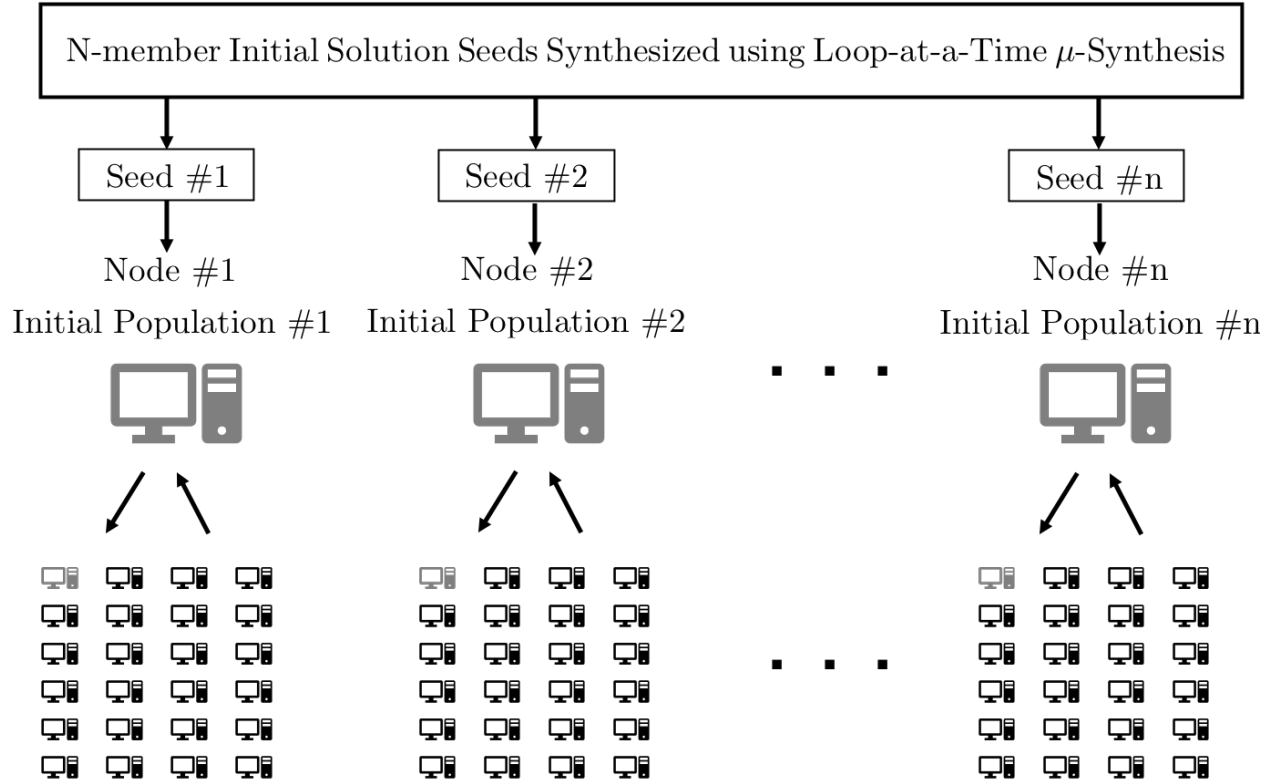 N-member Initial Solution Seeds Synthesized using Loop-at-a-Time μ-Synthesis
Seed #1
Seed #2
Seed #n
Node #1
Node #2
Node #n
Initial Population #1
Initial Population #2
Initial Population #n
. . .
. . .